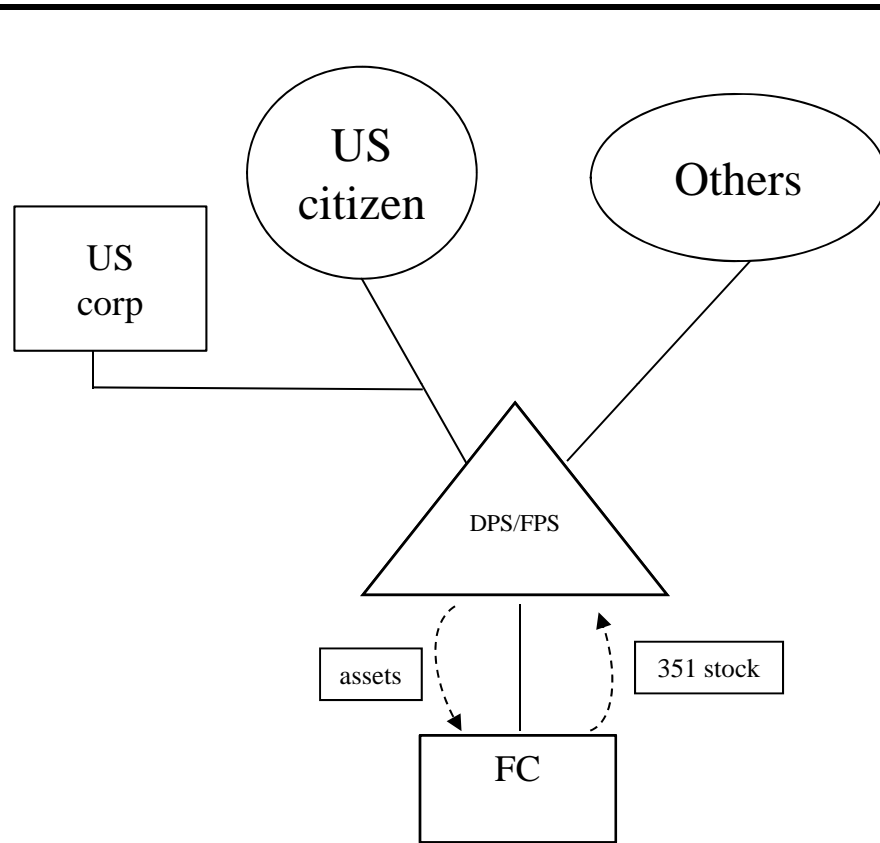 US
citizen
Others
US
corp
DPS/FPS
assets
351 stock
FC